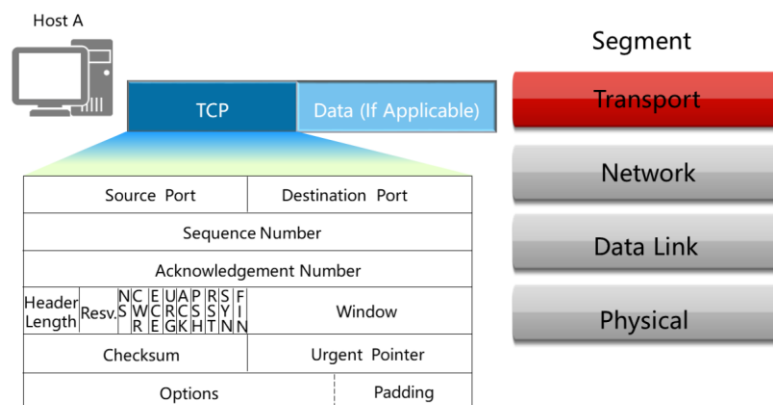 Host A
Segment
TCP
Data (If Applicable)
Transport
Network
Data Link
Physical
Source Port
Destination Port
Sequence Number
Acknowledgement Number
Header Length
Resv.
NS
CWR
ECE
URG
ACK
PSH
RST
SYN
FIN
Window
Checksum
Urgent Pointer
Options
Padding